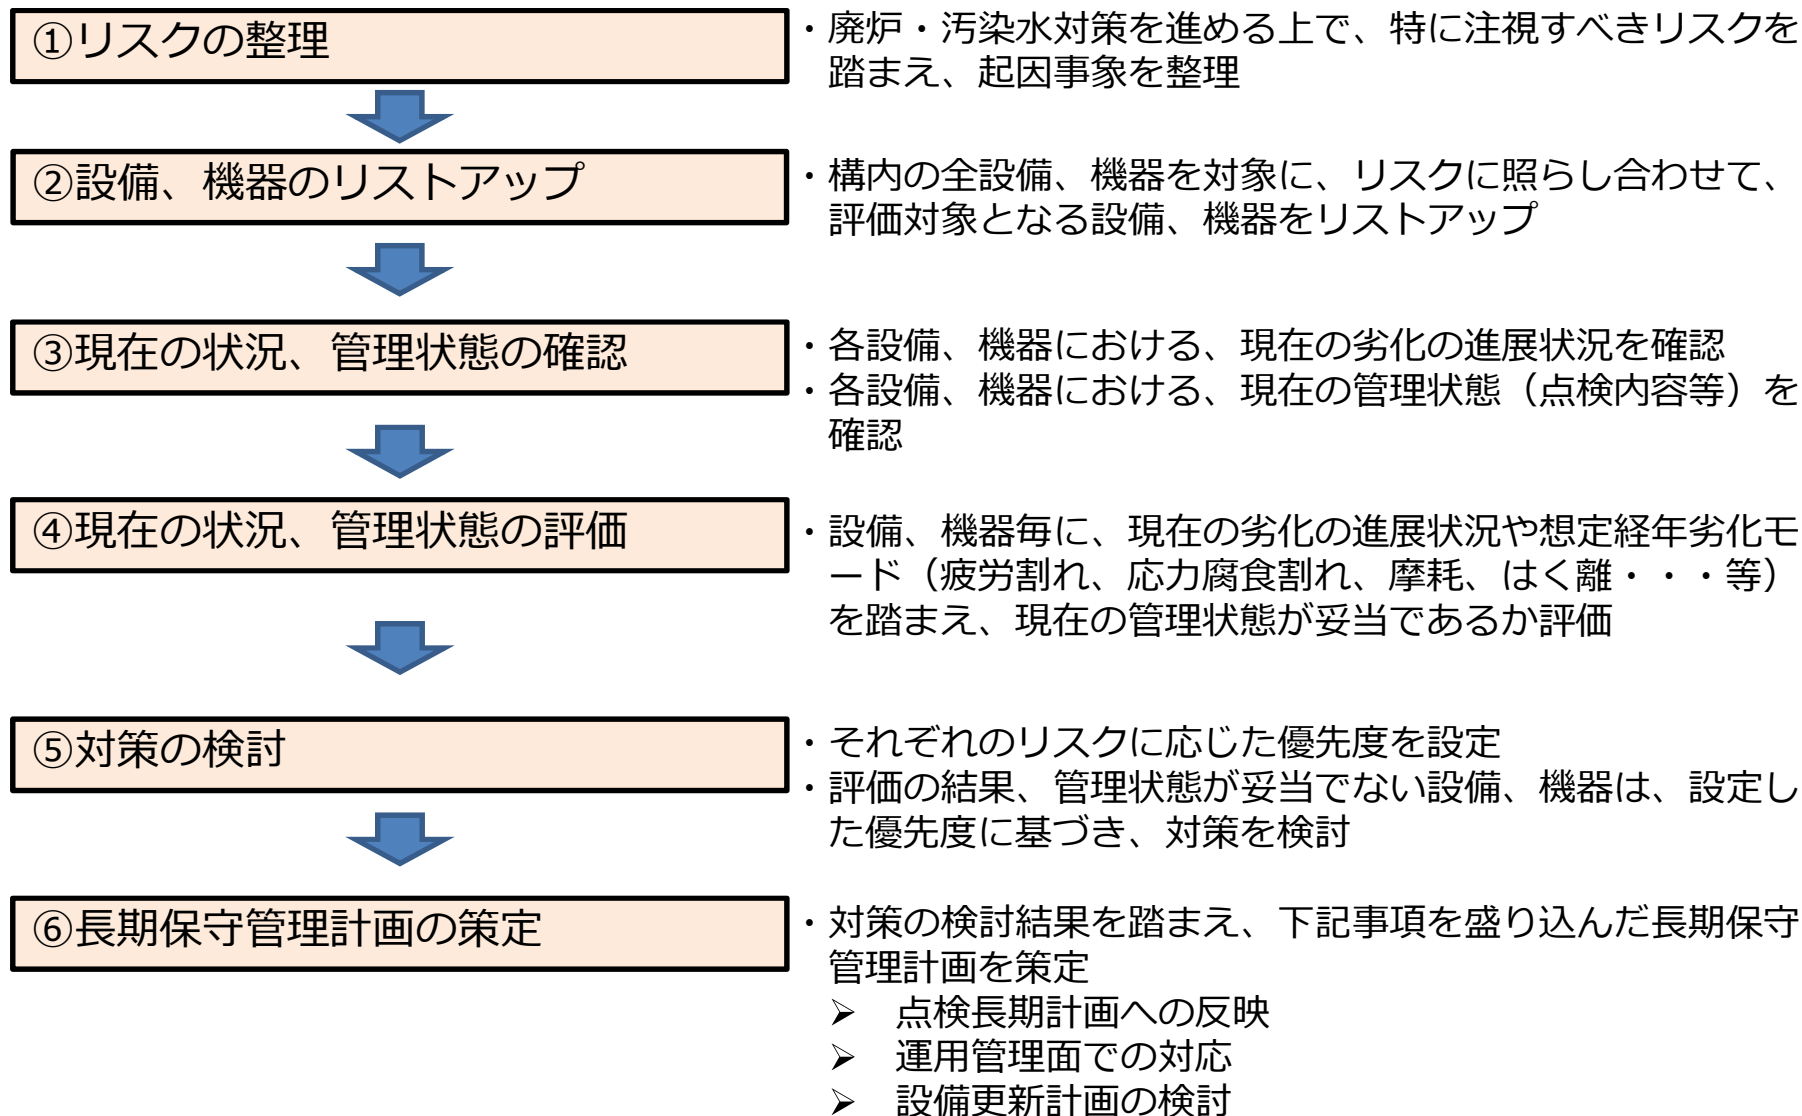 ①リスクの整理
・廃炉・汚染水対策を進める上で、特に注視すべきリスクを
踏まえ、起因事象を整理
②設備、機器のリストアップ
・構内の全設備、機器を対象に、リスクに照らし合わせて、
評価対象となる設備、機器をリストアップ
③現在の状況、管理状態の確認
・各設備、機器における、現在の劣化の進展状況を確認
・各設備、機器における、現在の管理状態（点検内容等）を
確認
④現在の状況、管理状態の評価
・設備、機器毎に、現在の劣化の進展状況や想定経年劣化モ
ード（疲労割れ、応力腐食割れ、摩耗、はく離・・・等）
を踏まえ、現在の管理状態が妥当であるか評価
⑤対策の検討
・それぞれのリスクに応じた優先度を設定
・評価の結果、管理状態が妥当でない設備、機器は、設定し
た優先度に基づき、対策を検討
⑥長期保守管理計画の策定
・対策の検討結果を踏まえ、下記事項を盛り込んだ長期保守
管理計画を策定
➢ 点検長期計画への反映
➢ 運用管理面での対応
➢ 設備更新計画の検討